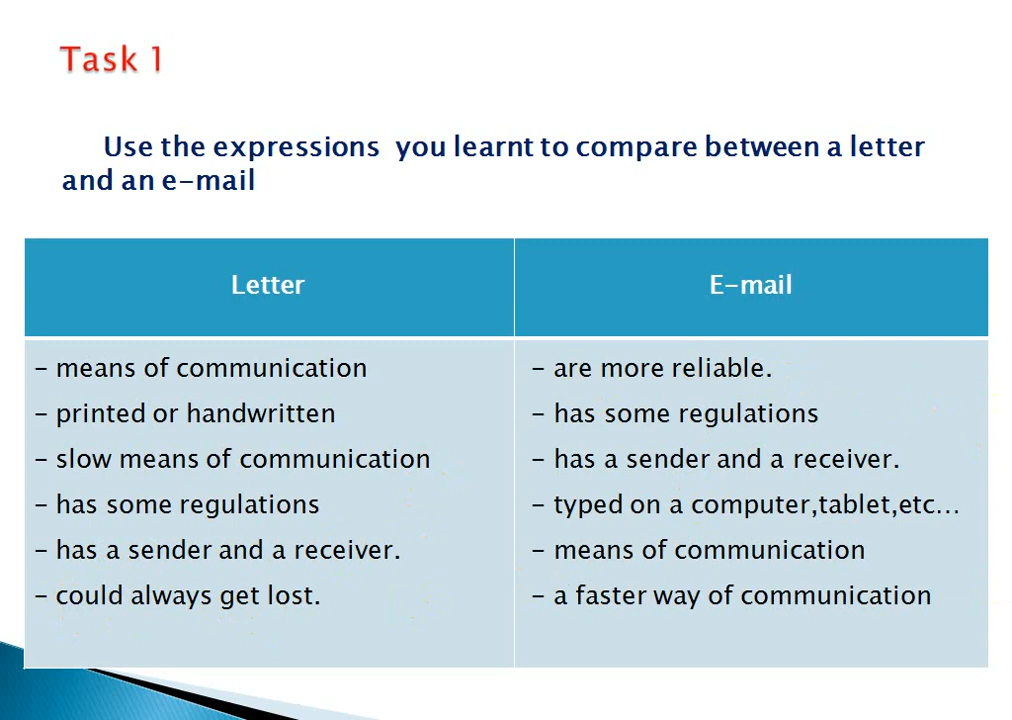 Task 1
Use the expressions you learnt to compare between a letter
and an e-mail
Letter
E-mail
- means of communication
- printed or handwritten
- slow means of communication
- has some regulations
- has a sender and a receiver.
- could always get lost.
- are more reliable.
- has some regulations
- has a sender and a receiver.
- typed on a computer,tablet,etc...
- means of communication
- a faster way of communication